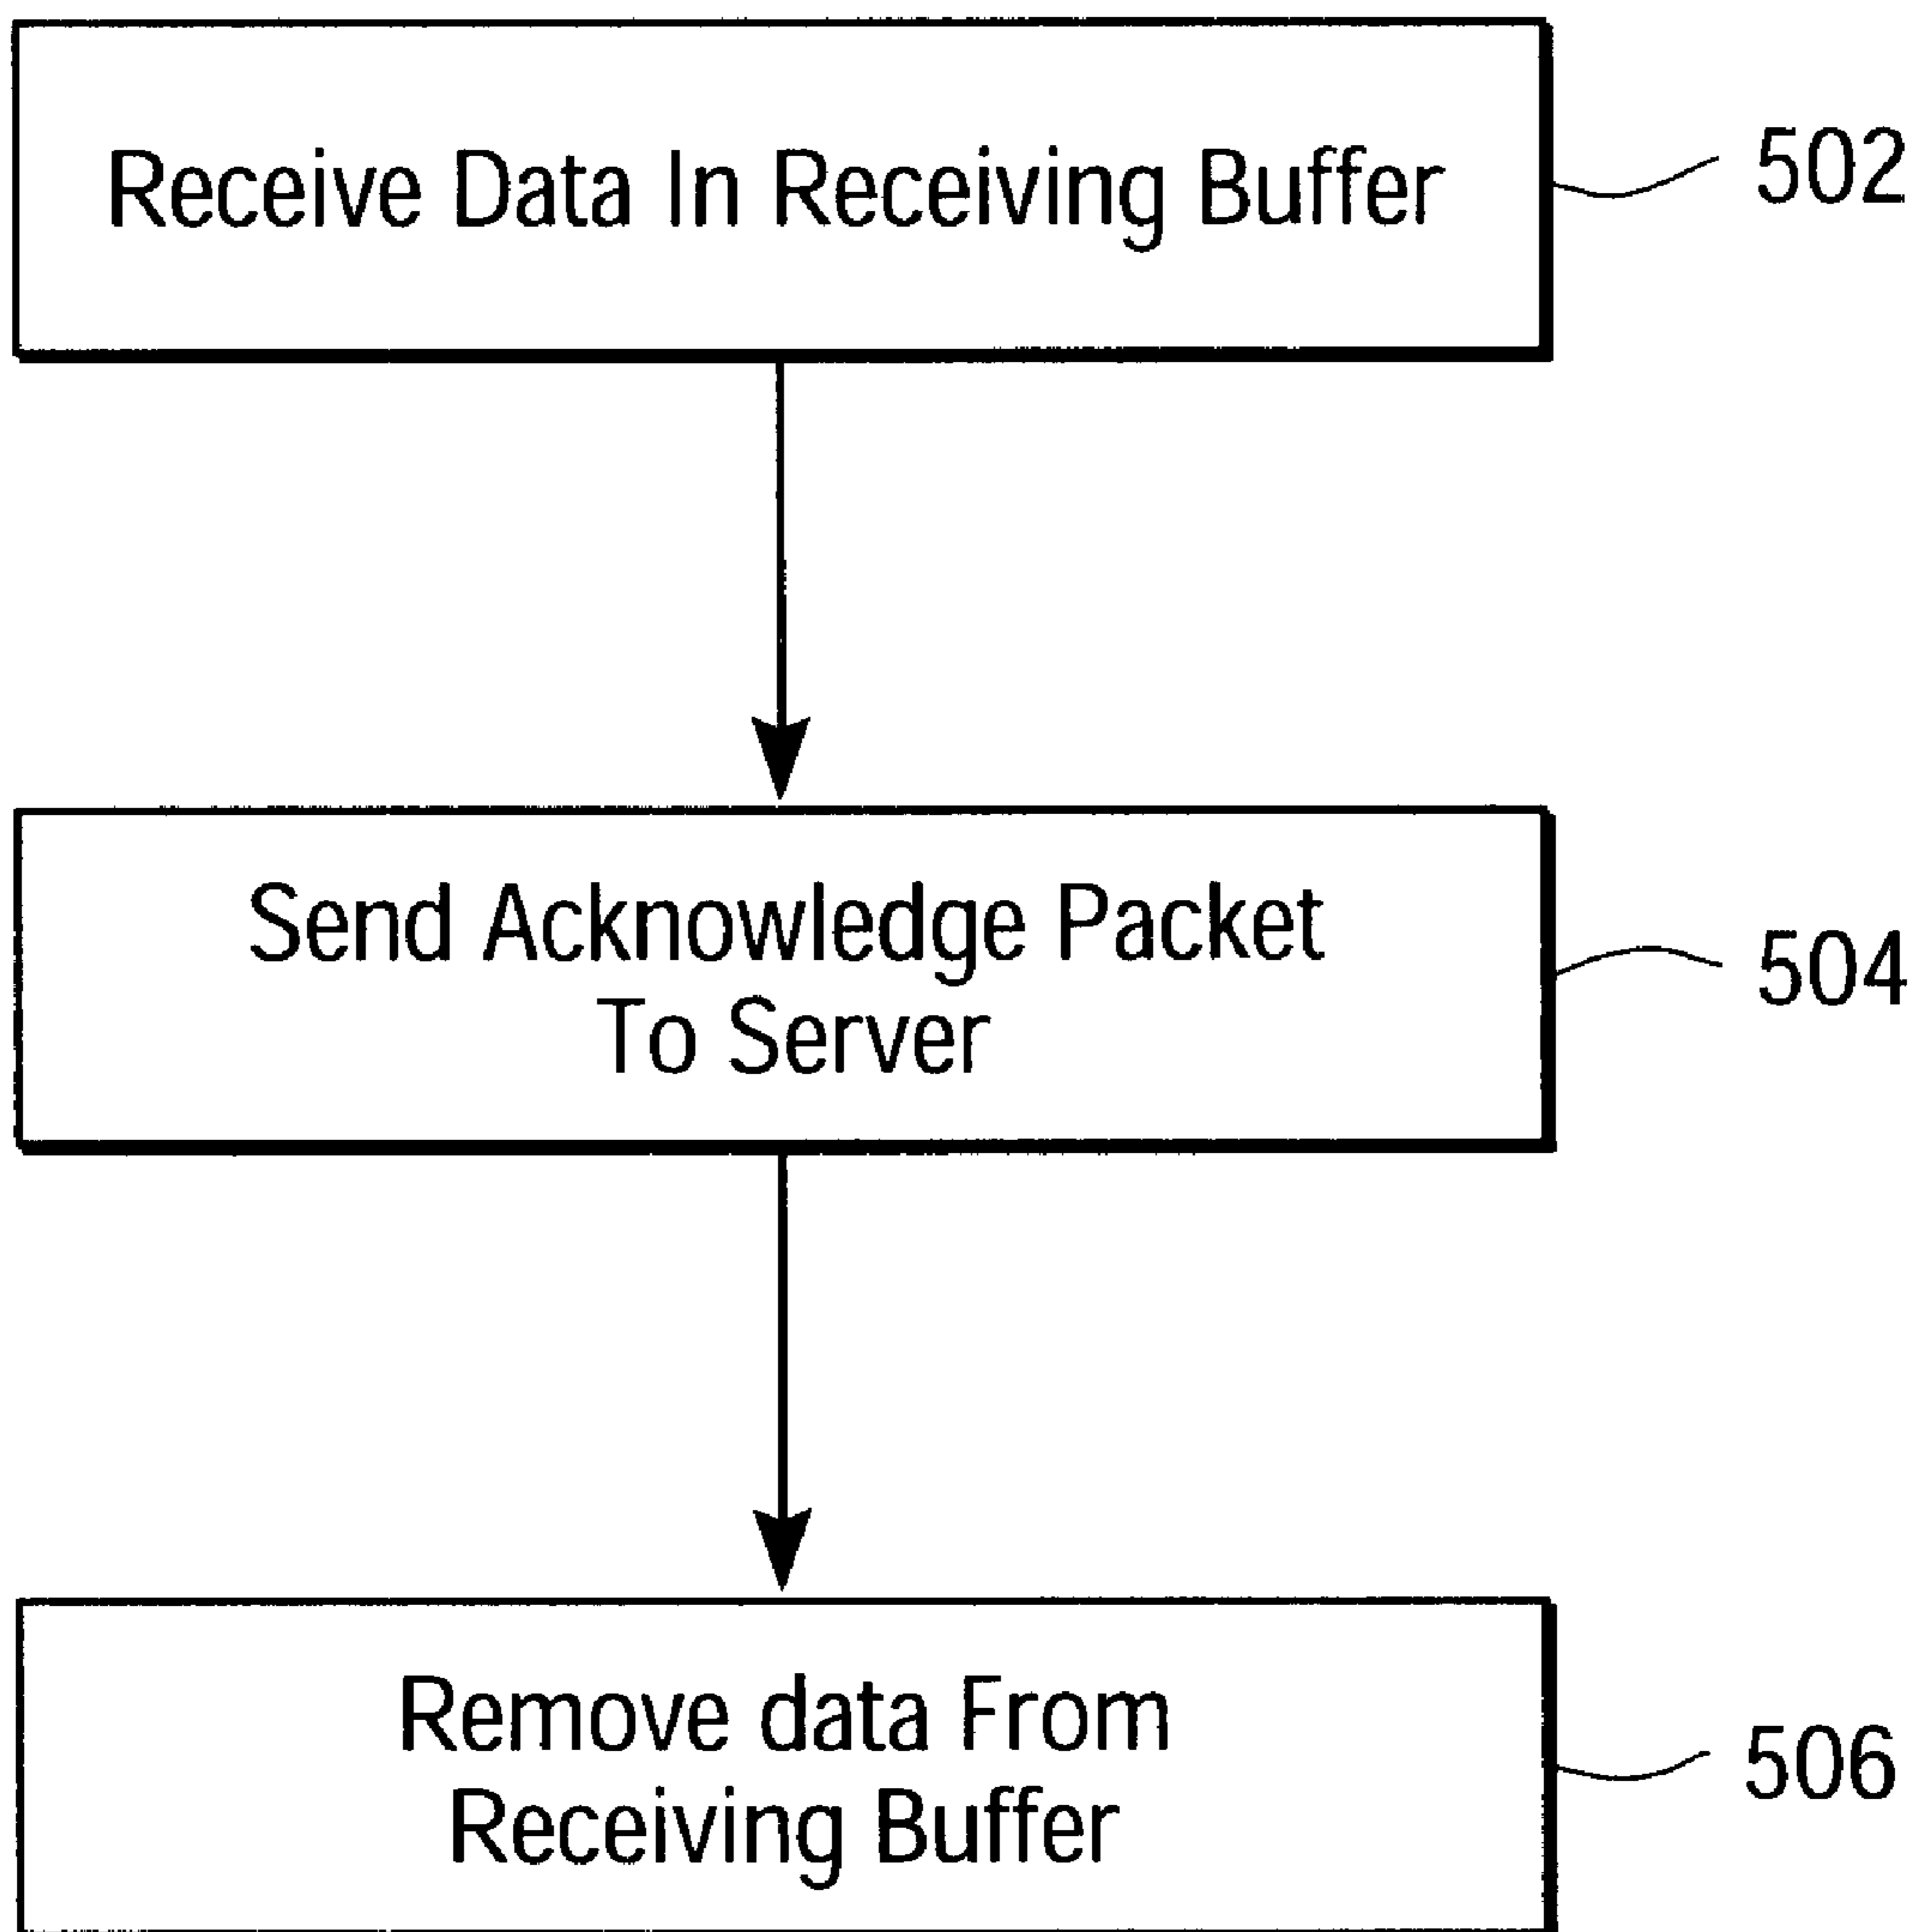 Receive Data In Receiving Buffer
502
Send Acknowledge Packet
To Server
504
Remove data From
Receiving Buffer
506